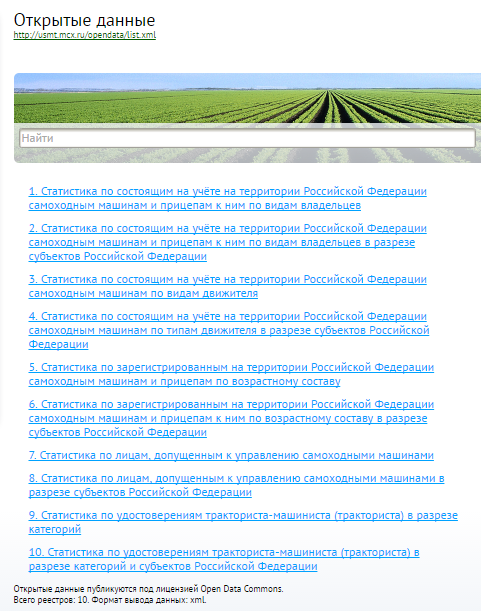 Открытые данные
http://usmt.mcx.ru/opendata/list.xml
Найти
1. Статистика по состоящим на учёте на территории Российской Федерации
самоходным машинам и прицепам к ним по видам владельцев
2. Статистика по состоящим на учёте на территории Российской Федерации
самоходным машинам и прицепам к ним по видам владельцев в разрезе
субъектов Российской Федерации
3. Статистика по состоящим на учёте на территории Российской Федерации
самоходным машинам по видам движителя
4. Статистика по состоящим на учёте на территории Российской Федерации
самоходным машинам по типам движителя в разрезе субъектов Российской
Федерации
5. Статистика по зарегистрированным на территории Российской Федерации
самоходным машинам и прицепам по возрастному составу
6. Статистика по зарегистрированным на территории Российской Федерации
самоходным машинам и прицепам к ним по возрастному составу в разрезе
субъектов Российской Федерации
7. Статистика по лицам, допущенным к управлению самоходными машинами
8. Статистика по лицам, допущенным к управлению самоходными машинами в
разрезе субъектов Российской Федерации
9. Статистика по удостоверениям тракториста-машиниста (тракториста) в разрезе
категорий
10. Статистика по удостоверениям тракториста-машиниста (тракториста) в
разрезе категорий и субъектов Российской Федерации
Открытые данные публикуются под лицензией Open Data Commons.
Всего реестров: 10. Формат вывода данных: xml.